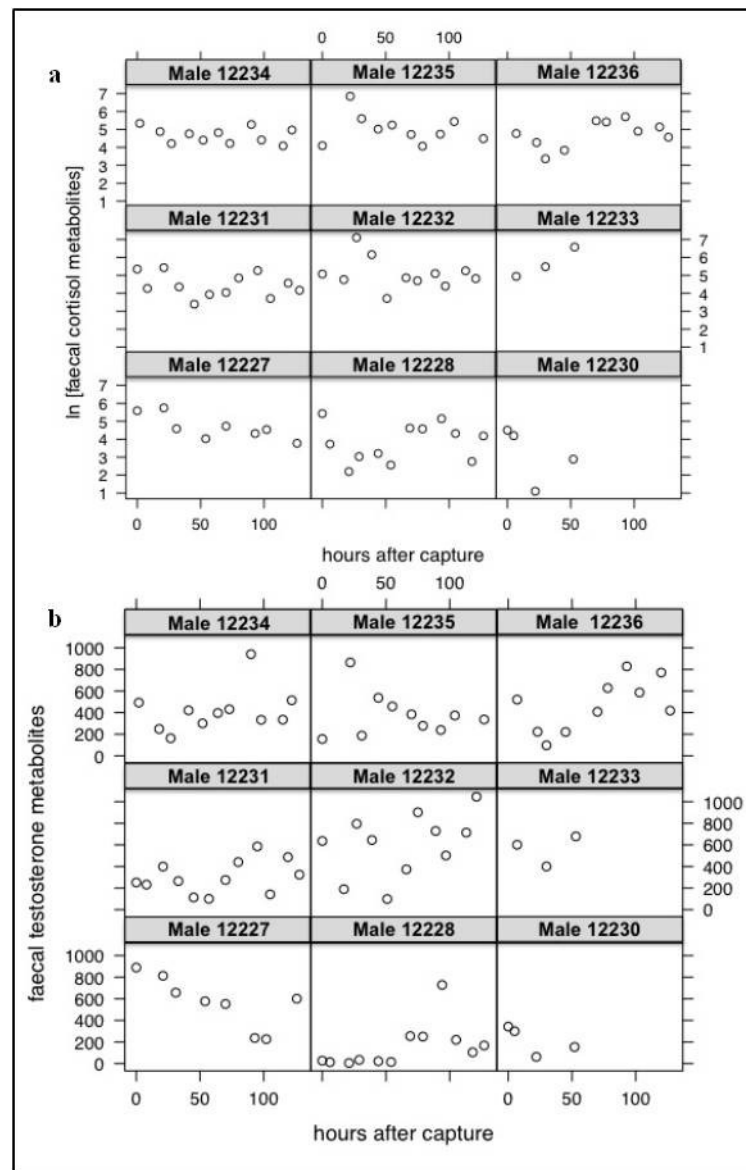 0 50 100
a
Male 12234 Male 12235 Male 12236
7
6
5
4
3
2
1
Male 12231 Male 12232 Male 12233
7
6
5
4
3
2
1
Male 12227 Male 12228 Male 12230
7
6
5
4
3
2
1
ln [faecal cortisol metabolites]
0 50 100 0 50 100
hours after capture
0 50 100
b
Male 12234 Male 12235 Male 12236
1000
800
600
400
200
0
Male 12231 Male 12232 Male 12233
1000
800
600
400
200
0
Male 12227 Male 12228 Male 12230
1000
800
600
400
200
0
faecal testosterone metabolites
0 50 100 0 50 100
hours after capture